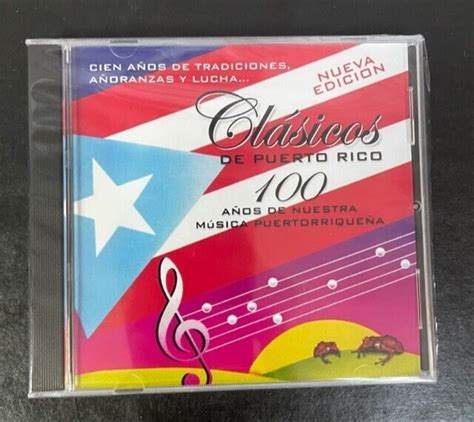 CIEN AÑOS DE TRADICIONES,
AÑORANZAS Y LUCHA...
NUEVA
EDICION
Clásicos
DE PUERTO RICO
100
AÑOS DE NUESTRA
MÚSICA PUERTORRIQUEÑA